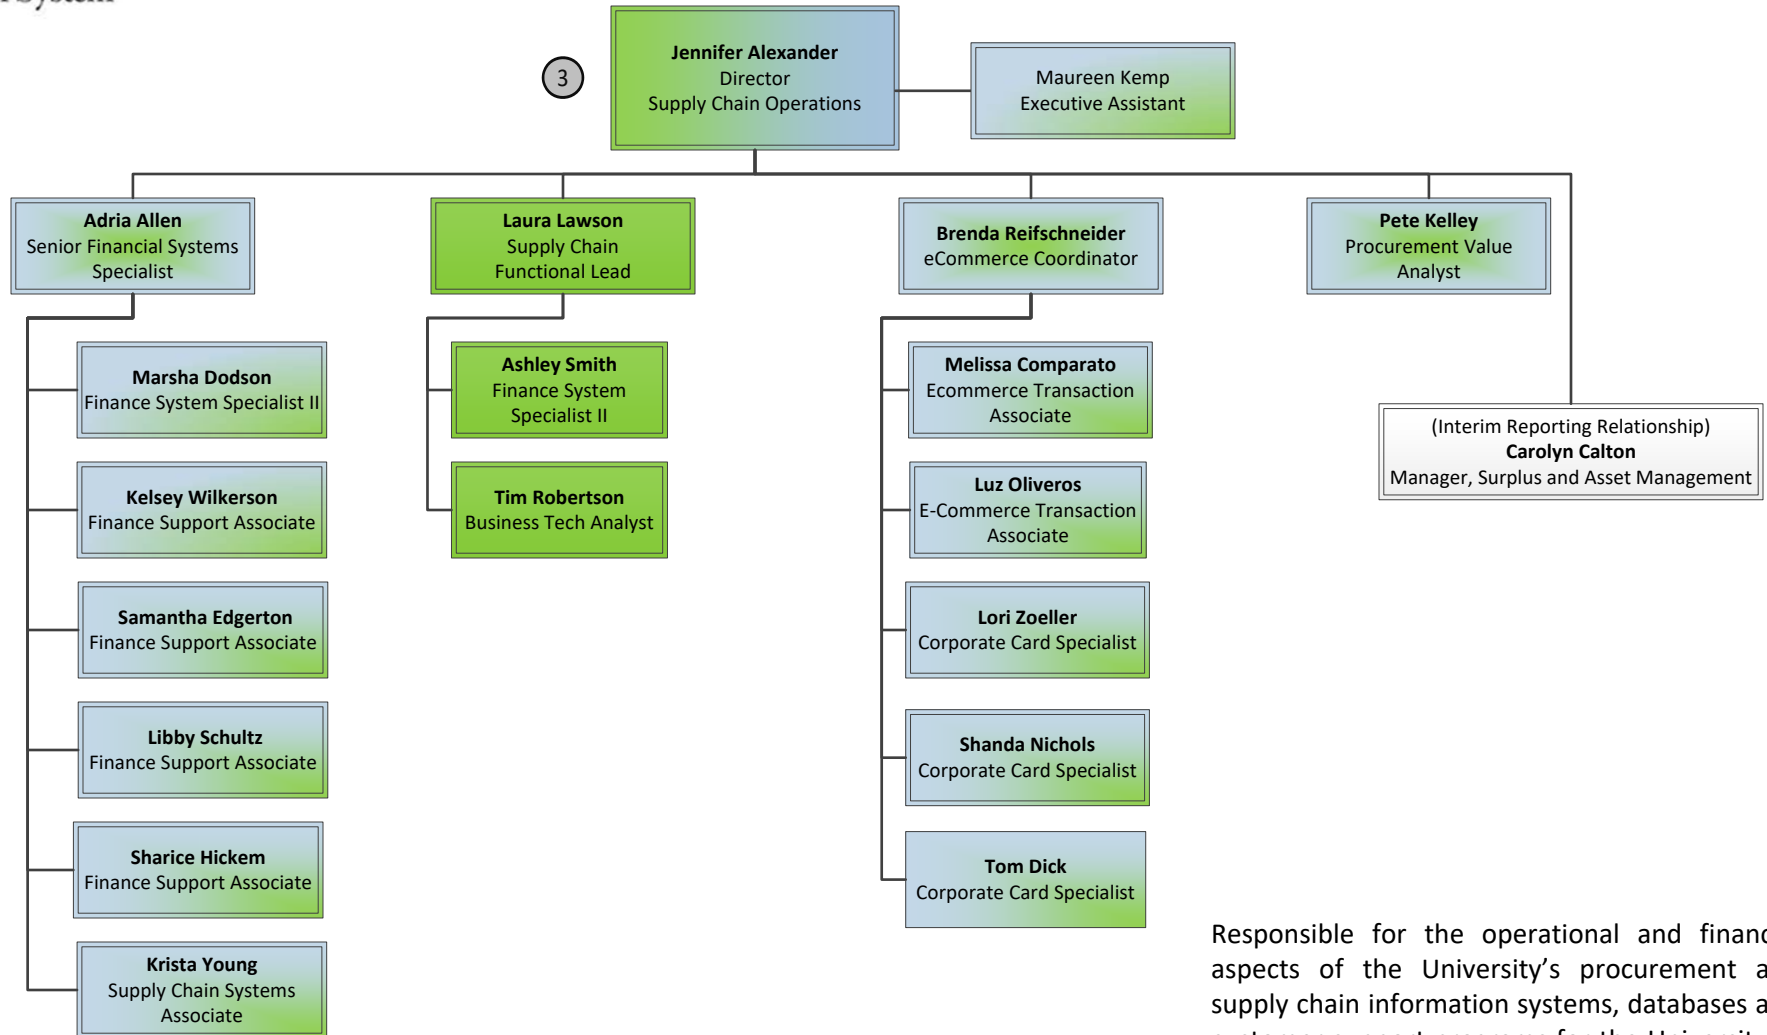 System
3
Jennifer Alexander
Director
Supply Chain Operations
Maureen Kemp
Executive Assistant
Adria Allen
Senior Financial Systems
Specialist
Laura Lawson
Supply Chain
Functional Lead
Brenda Reifschneider
eCommerce Coordinator
Pete Kelley
Procurement Value
Analyst
Marsha Dodson
Finance System Specialist II
Kelsey Wilkerson
Finance Support Associate
Samantha Edgerton
Finance Support Associate
Libby Schultz
Finance Support Associate
Sharice Hickem
Finance Support Associate
Krista Young
Supply Chain Systems
Associate
Ashley Smith
Finance System
Specialist II
Tim Robertson
Business Tech Analyst
Melissa Comparato
Ecommerce Transaction
Associate
Luz Oliveros
E-Commerce Transaction
Associate
Lori Zoeller
Corporate Card Specialist
Shanda Nichols
Corporate Card Specialist
Tom Dick
Corporate Card Specialist
(Interim Reporting Relationship)
Carolyn Calton
Manager, Surplus and Asset Management
Responsible for the operational and financ
aspects of the University's procurement a
supply chain information systems, databases a